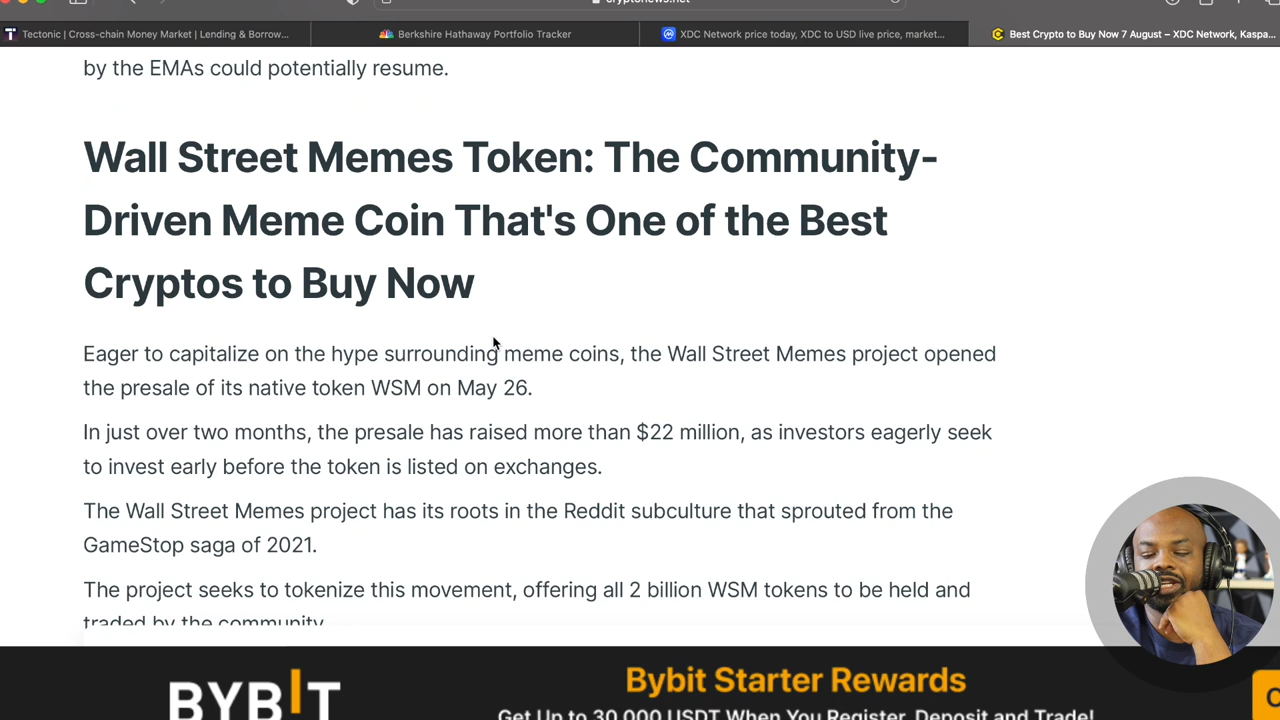 cryptonews.net
Tectonic | Cross-chain Money Market | Lending & Borrow...
Berkshire Hathaway Portfolio Tracker
XDC Network price today, XDC to USD live price, market...
Best Crypto to Buy Now 7 August – XDC Network, Kaspa...
by the EMAs could potentially resume.
Wall Street Memes Token: The Community-
Driven Meme Coin That's One of the Best
Cryptos to Buy Now
Eager to capitalize on the hype surrounding meme coins, the Wall Street Memes project opened
the presale of its native token WSM on May 26.
In just over two months, the presale has raised more than $22 million, as investors eagerly seek
to invest early before the token is listed on exchanges.
The Wall Street Memes project has its roots in the Reddit subculture that sprouted from the
GameStop saga of 2021.
The project seeks to tokenize this movement, offering all 2 billion WSM tokens to be held and
traded by the community.
BYBIT
Bybit Starter Rewards
Get Up to 30,000 USDT When You Register, Deposit and Trade!